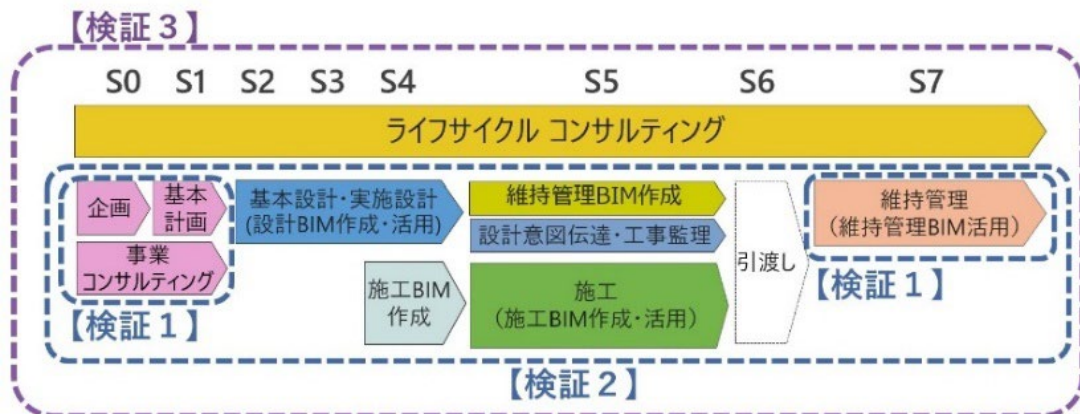 【検証３】
S0 S1 S2 S3 S4 S5 S6 S7
ライフサイクル コンサルティング
企画
基本
計画
事業
コンサルティング
【検証１】
基本設計・実施設計
(設計BIM作成・活用)
施工BIM
作成
維持管理BIM作成
設計意図伝達・工事監理
施工
（施工BIM作成・活用）
引渡し
維持管理
（維持管理BIM活用）
【検証１】
【検証２】